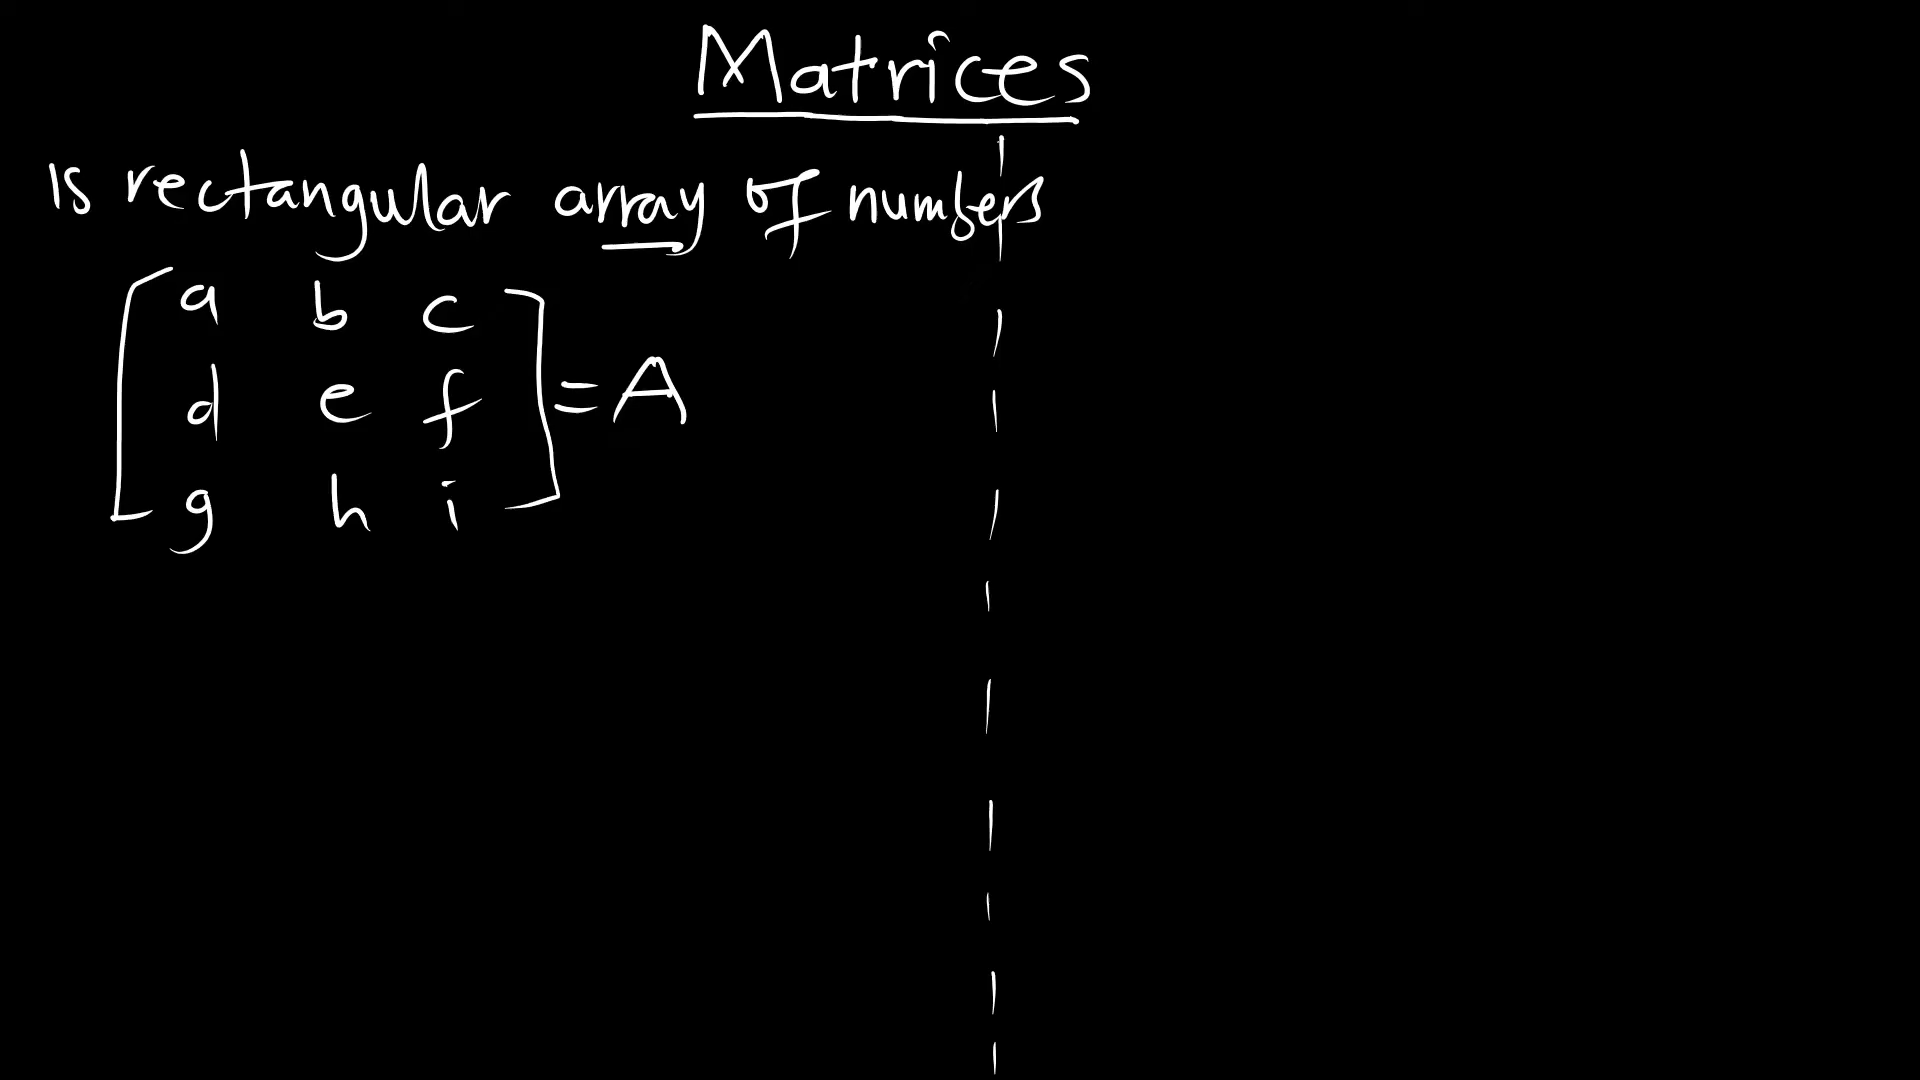 Matrices
Is rectangular array of numbers
a b c
d e f = A
g h i